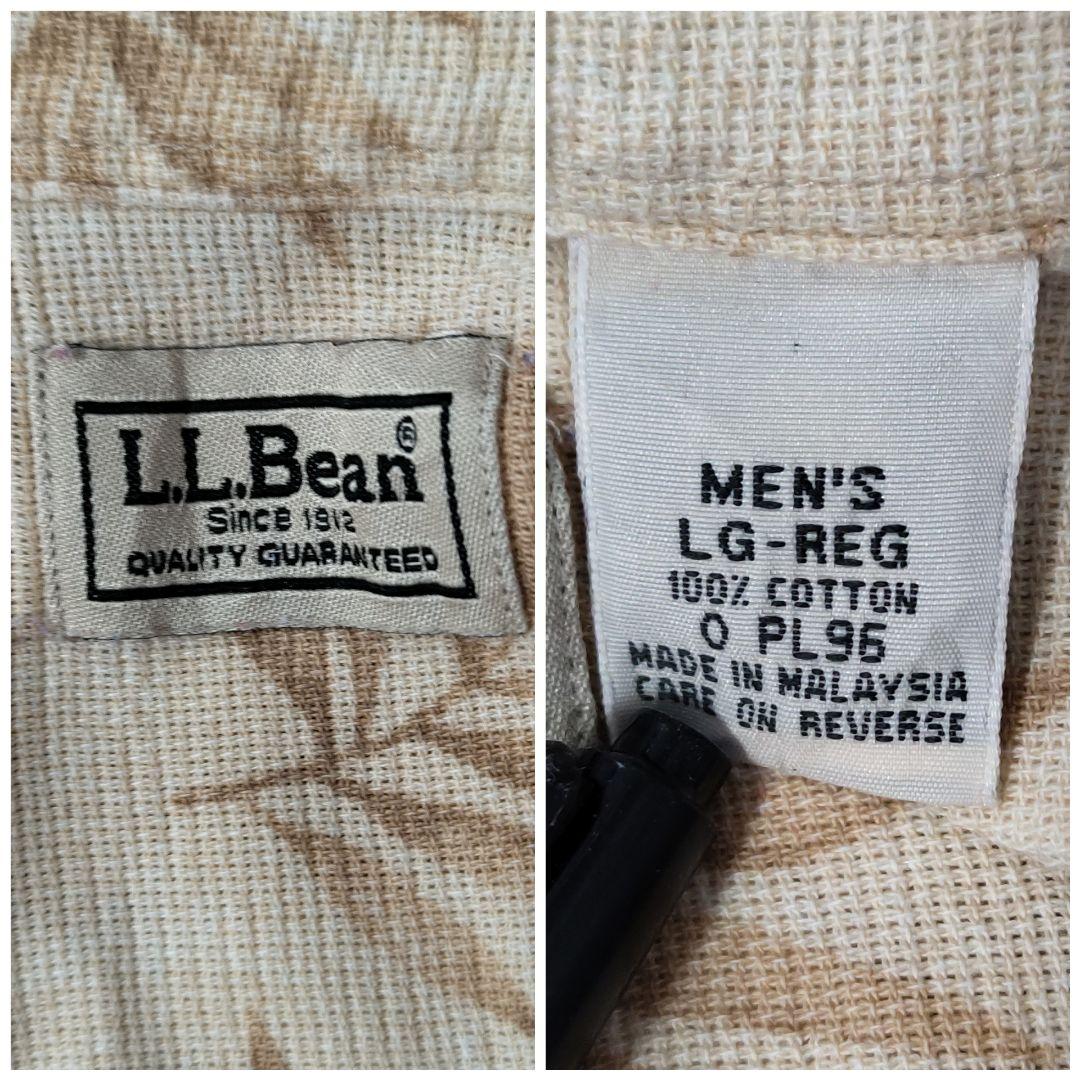 L.L.Bean®
Since 1912
QUALITY GUARANTEED
MEN'S
LG-REG
100% COTTON
0 PL96
MADE IN MALAYSIA
CARE ON REVERSE